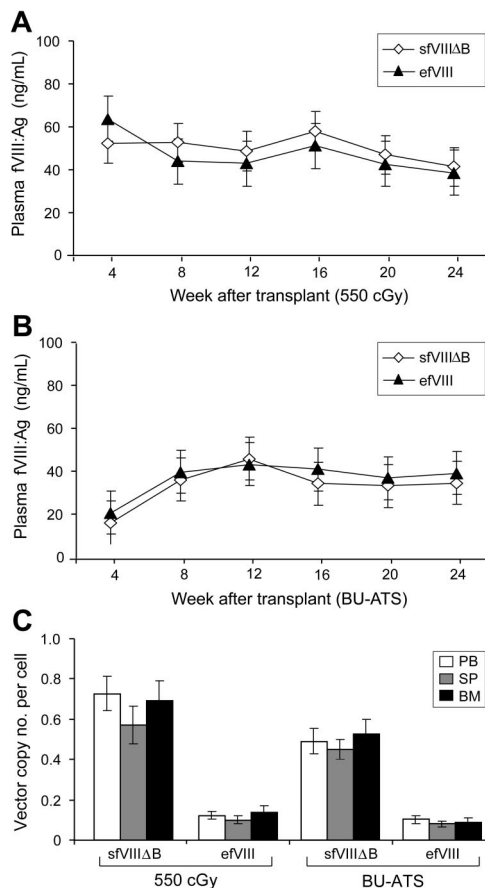 A
Plasma fVIII:Ag (ng/mL)
100
80
60
40
20
0
sfVIIIΔB
efVIII
4 8 12 16 20 24
Week after transplant (550 cGy)
B
Plasma fVIII:Ag (ng/mL)
100
80
60
40
20
0
sfVIIIΔB
efVIII
4 8 12 16 20 24
Week after transplant (BU-ATS)
C
Vector copy no. per cell
1.0
0.8
0.6
0.4
0.2
0
PB
SP
BM
sfVIIIΔB efVIII sfVIIIΔB efVIII
550 cGy BU-ATS